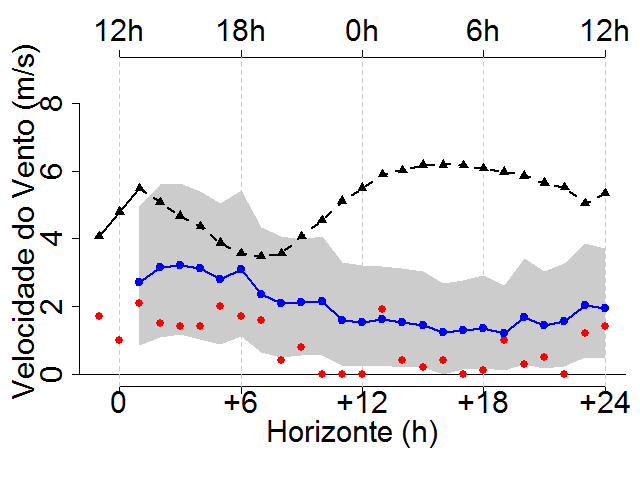 12h 18h 0h 6h 12h
Velocidade do Vento (m/s)
8
6
4
2
0
0 +6 +12 +18 +24
Horizonte (h)